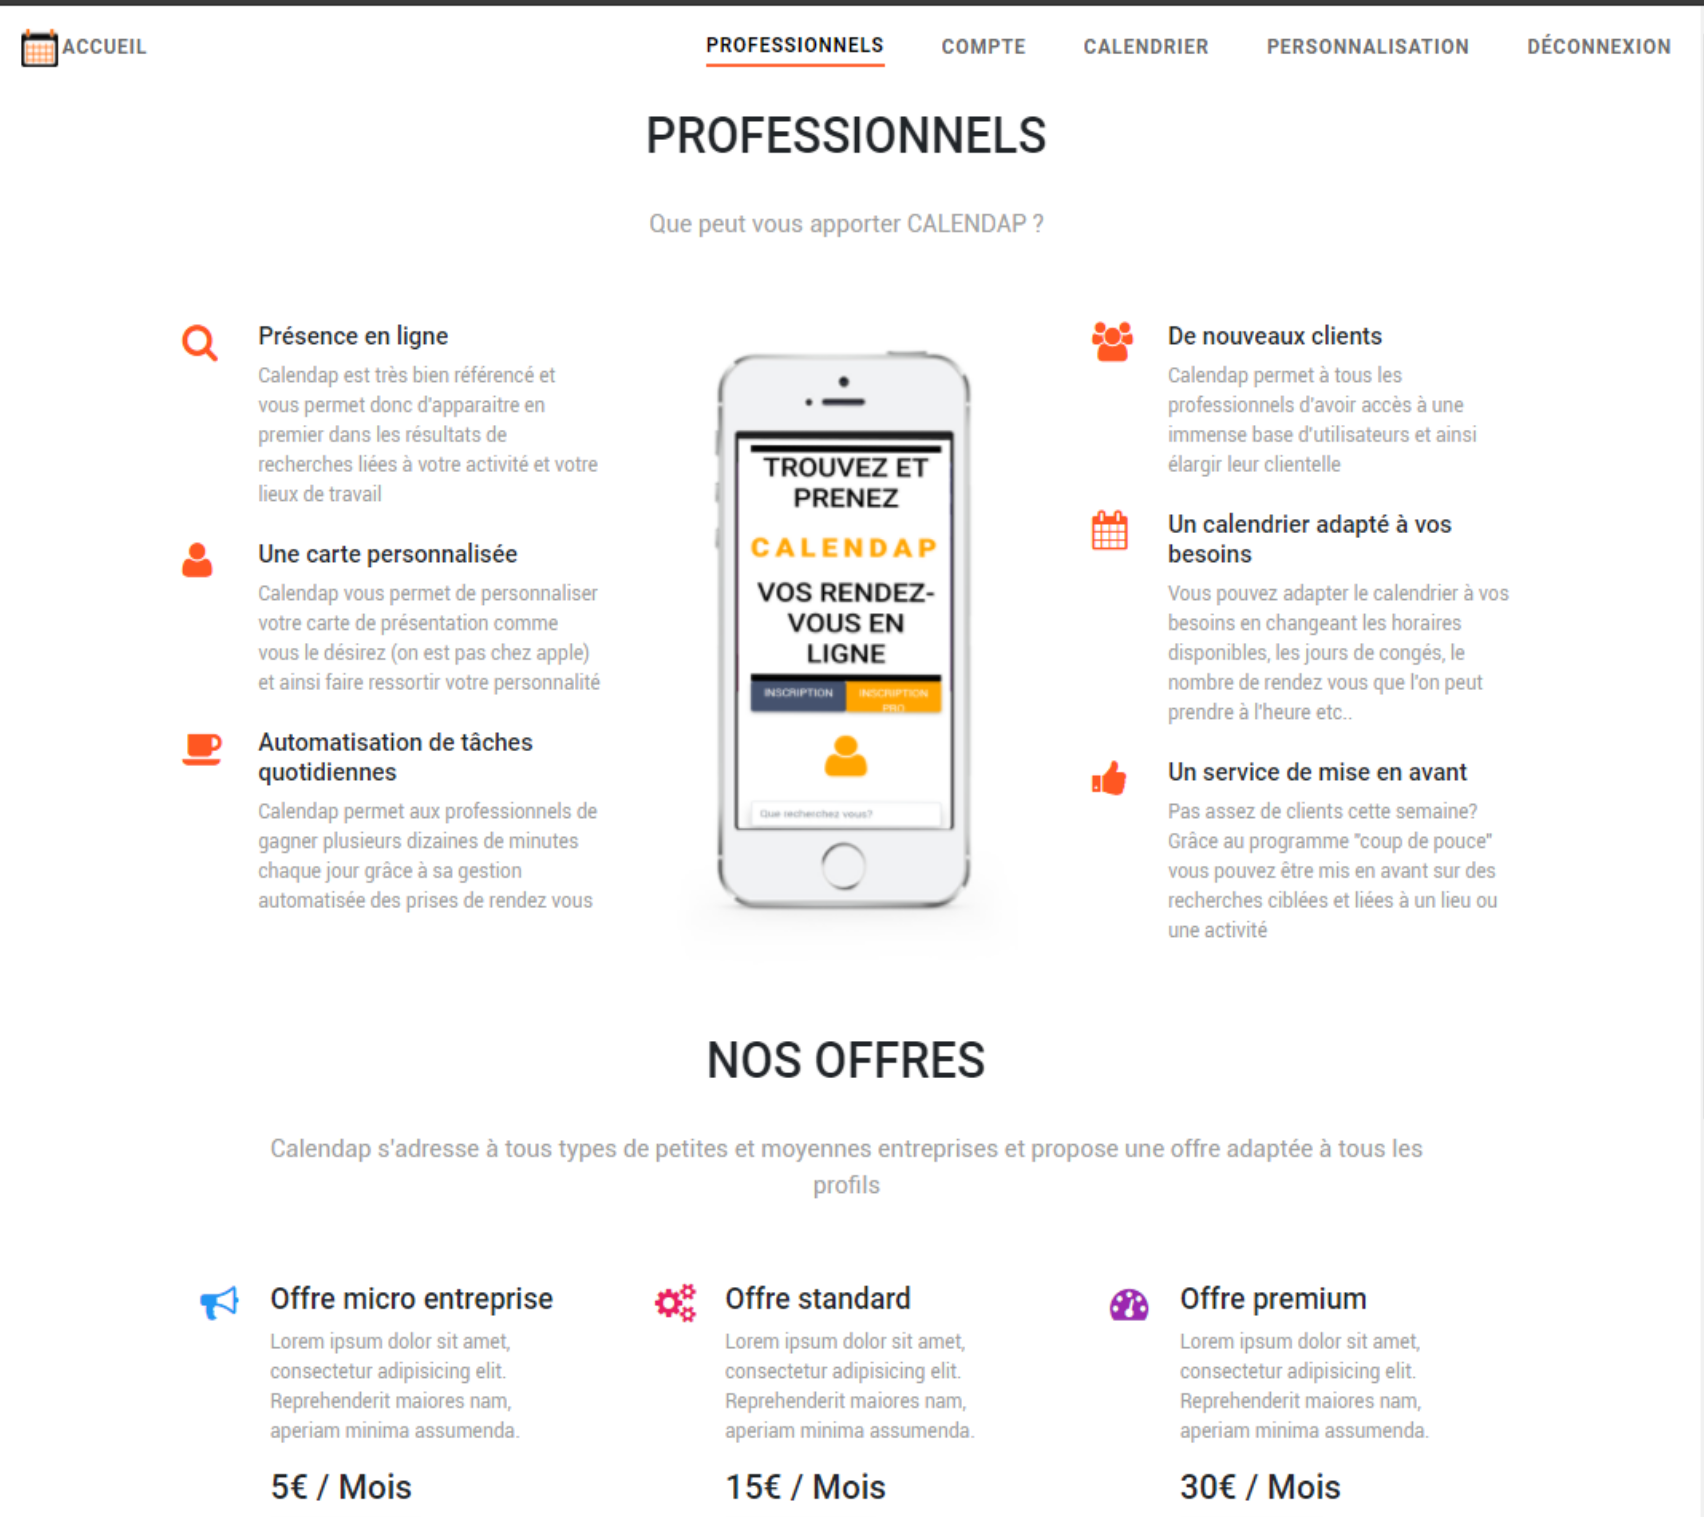 ACCUEIL
PROFESSIONNELS
COMPTE
CALENDRIER
PERSONNALISATION
DÉCONNEXION
PROFESSIONNELS
Que peut vous apporter CALENDAP ?
Présence en ligne
Calendap est très bien référencé et
vous permet donc d'apparaitre en
premier dans les résultats de
recherches liées à votre activité et votre
lieux de travail
Une carte personnalisée
Calendap vous permet de personnaliser
votre carte de présentation comme
vous le désirez (on est pas chez apple)
et ainsi faire ressortir votre personnalité
Automatisation de tâches
quotidiennes
Calendap permet aux professionnels de
gagner plusieurs dizaines de minutes
chaque jour grâce à sa gestion
automatisée des prises de rendez vous
TROUVEZ ET
PRENEZ
CALENDAP
VOS RENDEZ-
VOUS EN
LIGNE
INSCRIPTION
INSCRIPTION
PRO
Que recherchez vous?
De nouveaux clients
Calendap permet à tous les
professionnels d'avoir accès à une
immense base d'utilisateurs et ainsi
élargir leur clientelle
Un calendrier adapté à vos
besoins
Vous pouvez adapter le calendrier à vos
besoins en changeant les horaires
disponibles, les jours de congés, le
nombre de rendez vous que l'on peut
prendre à l'heure etc..
Un service de mise en avant
Pas assez de clients cette semaine?
Grâce au programme "coup de pouce"
vous pouvez être mis en avant sur des
recherches ciblées et liées à un lieu ou
une activité
NOS OFFRES
Calendap s'adresse à tous types de petites et moyennes entreprises et propose une offre adaptée à tous les
profils
Offre micro entreprise
Lorem ipsum dolor sit amet,
consectetur adipisicing elit.
Reprehenderit maiores nam,
aperiam minima assumenda.
5€ / Mois
Offre standard
Lorem ipsum dolor sit amet,
consectetur adipisicing elit.
Reprehenderit maiores nam,
aperiam minima assumenda.
15€ / Mois
Offre premium
Lorem ipsum dolor sit amet,
consectetur adipisicing elit.
Reprehenderit maiores nam,
aperiam minima assumenda.
30€ / Mois